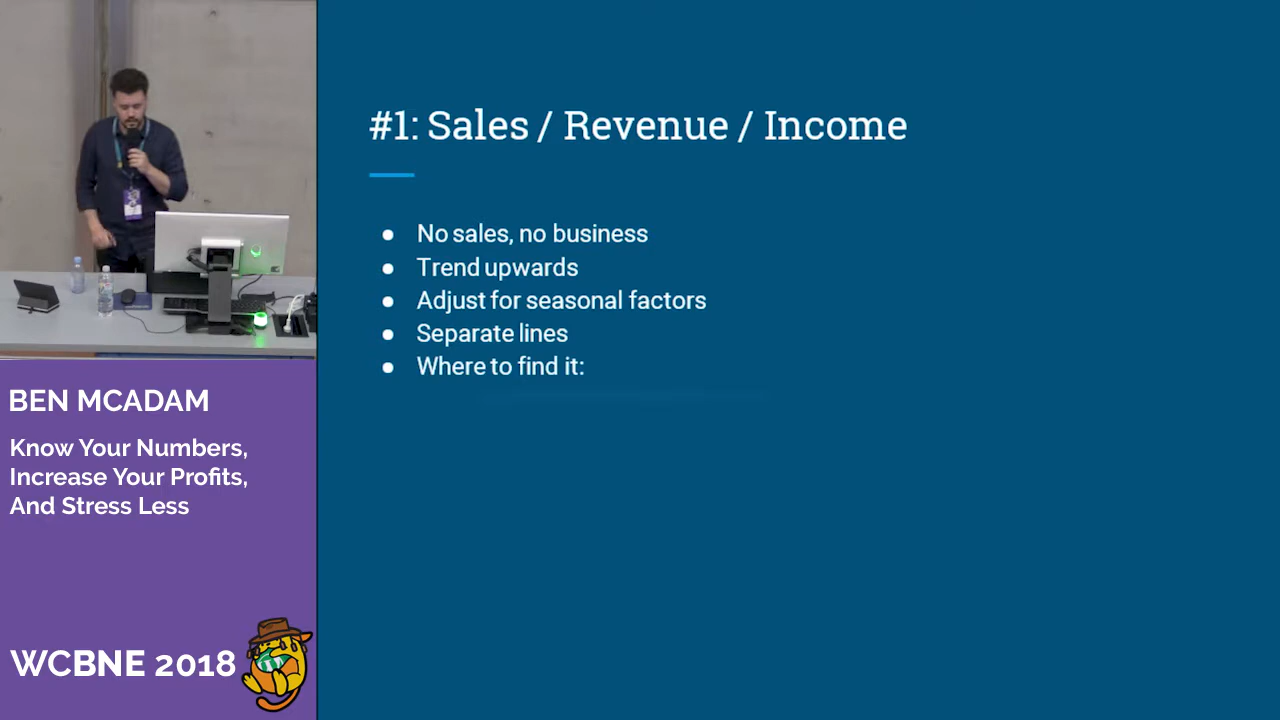 #1: Sales / Revenue / Income
No sales, no business
Trend upwards
Adjust for seasonal factors
Separate lines
Where to find it:
BEN MCADAM
Know Your Numbers,
Increase Your Profits,
And Stress Less
WCBNE 2018